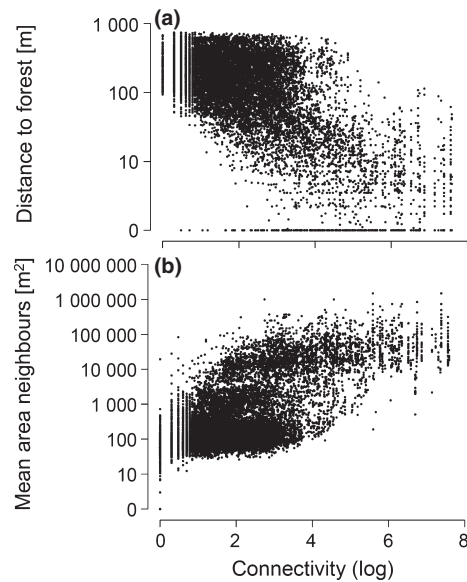 (a)
Distance to forest [m]
1 000
100
10
0
(b)
Mean area neighbours [m²]
10 000 000
1 000 000
100 000
10 000
1 000
100
10
0
0 2 4 6 8
Connectivity (log)